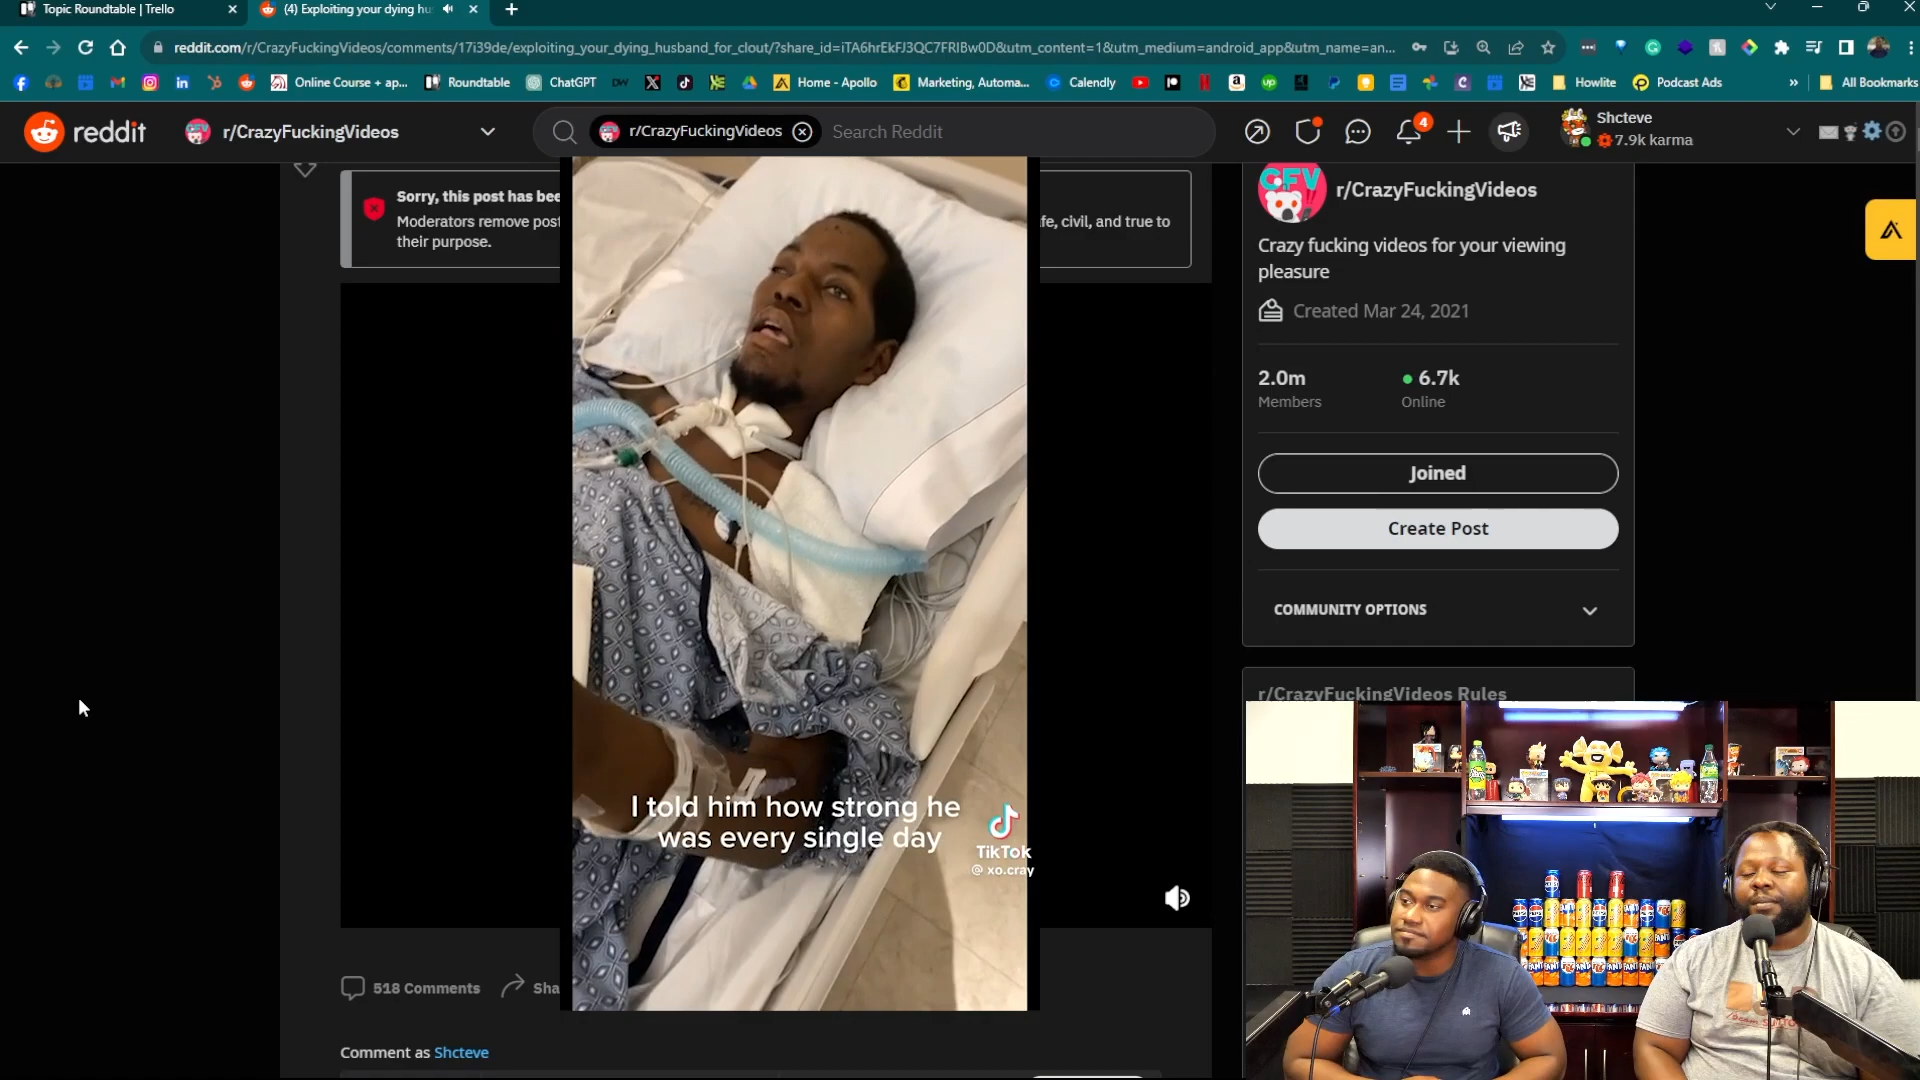 Topic Roundtable | Trello
(4) Exploiting your dying hu
reddit.com/r/CrazyFuckingVideos/comments/17i39de/exploiting_your_dying_husband_for_clout/?share_id=iTA6hrEkFJ3QC7FRIBw0D&utm_content=1&utm_medium=android_app&utm_name=an...
Online Course + ap...
Roundtable
ChatGPT
Home - Apollo
Marketing, Automa...
Calendly
Howlite
Podcast Ads
»
All Bookmarks
reddit
r/CrazyFuckingVideos
r/CrazyFuckingVideos
Search Reddit
4
Shcteve
7.9k karma
Sorry, this post has bee
Moderators remove post
fe, civil, and true to
their purpose.
CFV
r/CrazyFuckingVideos
Crazy fucking videos for your viewing
pleasure
Created Mar 24, 2021
2.0m
6.7k
Members
Online
Joined
Create Post
COMMUNITY OPTIONS
r/CrazyFuckingVideos Rules
I told him how strong he
was every single day
TikTok
@ xo.cray
518 Comments
Sha
Comment as Shcteve